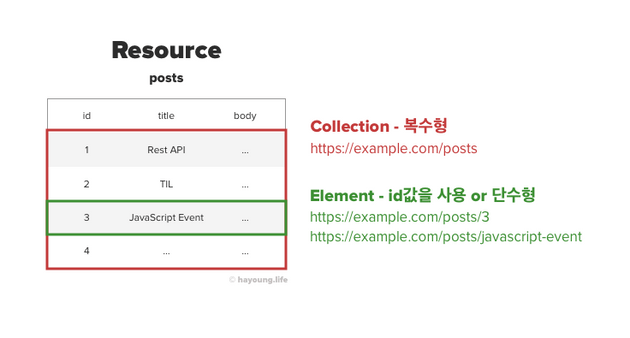 Resource
posts
id title body
1 Rest API ...
2 TIL ...
3 JavaScript Event ...
4 ... ...
© hayoung.life
Collection - 복수형
https://example.com/posts
Element - id값을 사용 or 단수형
https://example.com/posts/3
https://example.com/posts/javascript-event